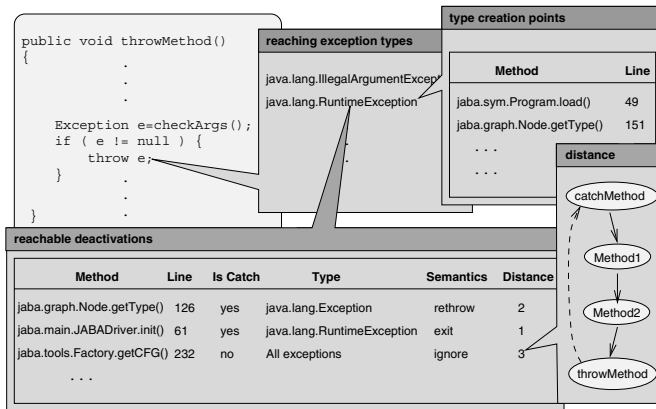 public void throwMethod()
{
.
.
.
Exception e=checkArgs();
if ( e != null ) {
throw e;
}
.
.
}
.
reaching exception types
java.lang.IllegalArgumentExcept
java.lang.RuntimeException
.
.
type creation points
Method Line
jaba.sym.Program.load() 49
jaba.graph.Node.getType() 151
. . .
. . .
distance
catchMethod
Method1
Method2
throwMethod
reachable deactivations
Method Line Is Catch Type Semantics Distance
jaba.graph.Node.getType() 126 yes java.lang.Exception rethrow 2
jaba.main.JABADriver.init() 61 yes java.lang.RuntimeException exit 1
jaba.tools.Factory.getCFG() 232 no All exceptions ignore 3
. . .